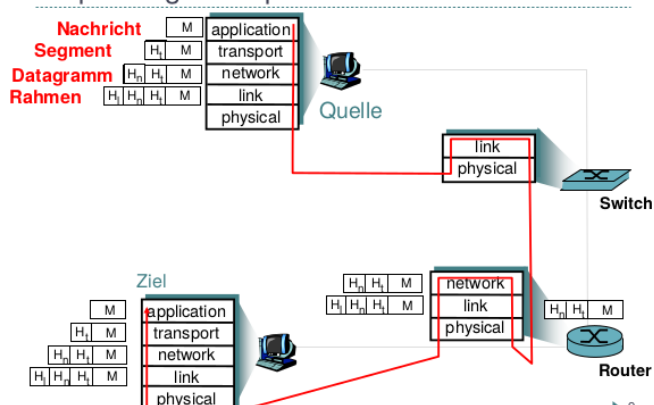 Nachricht M application
Segment Ht M transport
Datagramm Hn Ht M network
Rahmen Hl Hn Ht M link
physical
Quelle
link
physical
Switch
Ziel
M application
Ht M transport
Hn Ht M network
Hl Hn Ht M link
physical
Hn Ht M network Hn Ht M
Hl Hn Ht M link
physical
Router